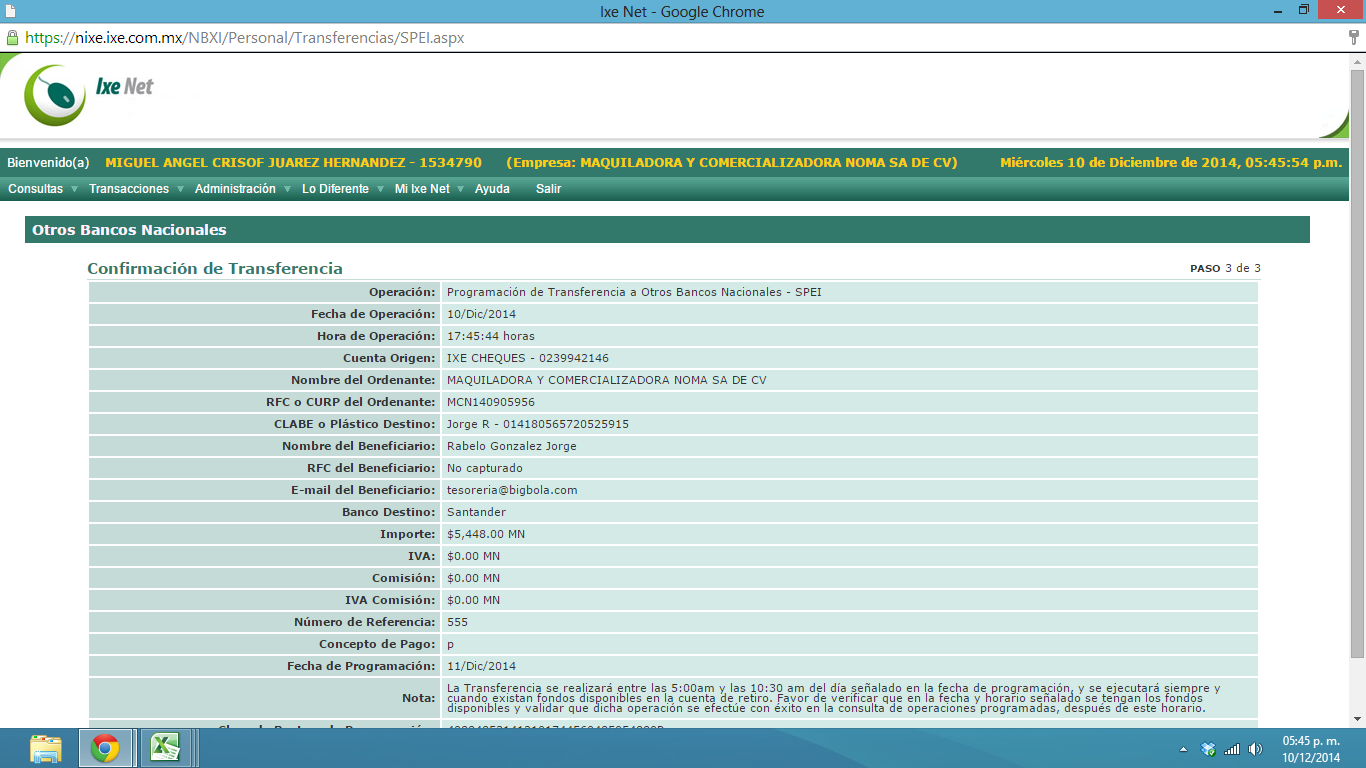 Ixe Net - Google Chrome
https://nixe.ixe.com.mx/NBXI/Personal/Transferencias/SPEI.aspx
Ixe Net
Bienvenido(a) MIGUEL ANGEL CRISOF JUAREZ HERNANDEZ - 1534790 (Empresa: MAQUILADORA Y COMERCIALIZADORA NOMA SA DE CV) Miércoles 10 de Diciembre de 2014, 05:45:54 p.m.
Consultas Transacciones Administración Lo Diferente Mi Ixe Net Ayuda Salir
Otros Bancos Nacionales
Confirmación de Transferencia PASO 3 de 3
Operación: Programación de Transferencia a Otros Bancos Nacionales - SPEI
Fecha de Operación: 10/Dic/2014
Hora de Operación: 17:45:44 horas
Cuenta Origen: IXE CHEQUES - 0239942146
Nombre del Ordenante: MAQUILADORA Y COMERCIALIZADORA NOMA SA DE CV
RFC o CURP del Ordenante: MCN140905956
CLABE o Plástico Destino: Jorge R - 014180565720525915
Nombre del Beneficiario: Rabelo Gonzalez Jorge
RFC del Beneficiario: No capturado
E-mail del Beneficiario: tesoreria@bigbola.com
Banco Destino: Santander
Importe: $5,448.00 MN
IVA: $0.00 MN
Comisión: $0.00 MN
IVA Comisión: $0.00 MN
Número de Referencia: 555
Concepto de Pago: p
Fecha de Programación: 11/Dic/2014
Nota: La Transferencia se realizará entre las 5:00am y las 10:30 am del día señalado en la fecha de programación, y se ejecutará siempre y
cuando existan fondos disponibles en la cuenta de retiro. Favor de verificar que en la fecha y horario señalado se tengan los fondos
disponibles y validar que dicha operación se efectúe con éxito en la consulta de operaciones programadas, después de este horario.
05:45 p. m.
10/12/2014